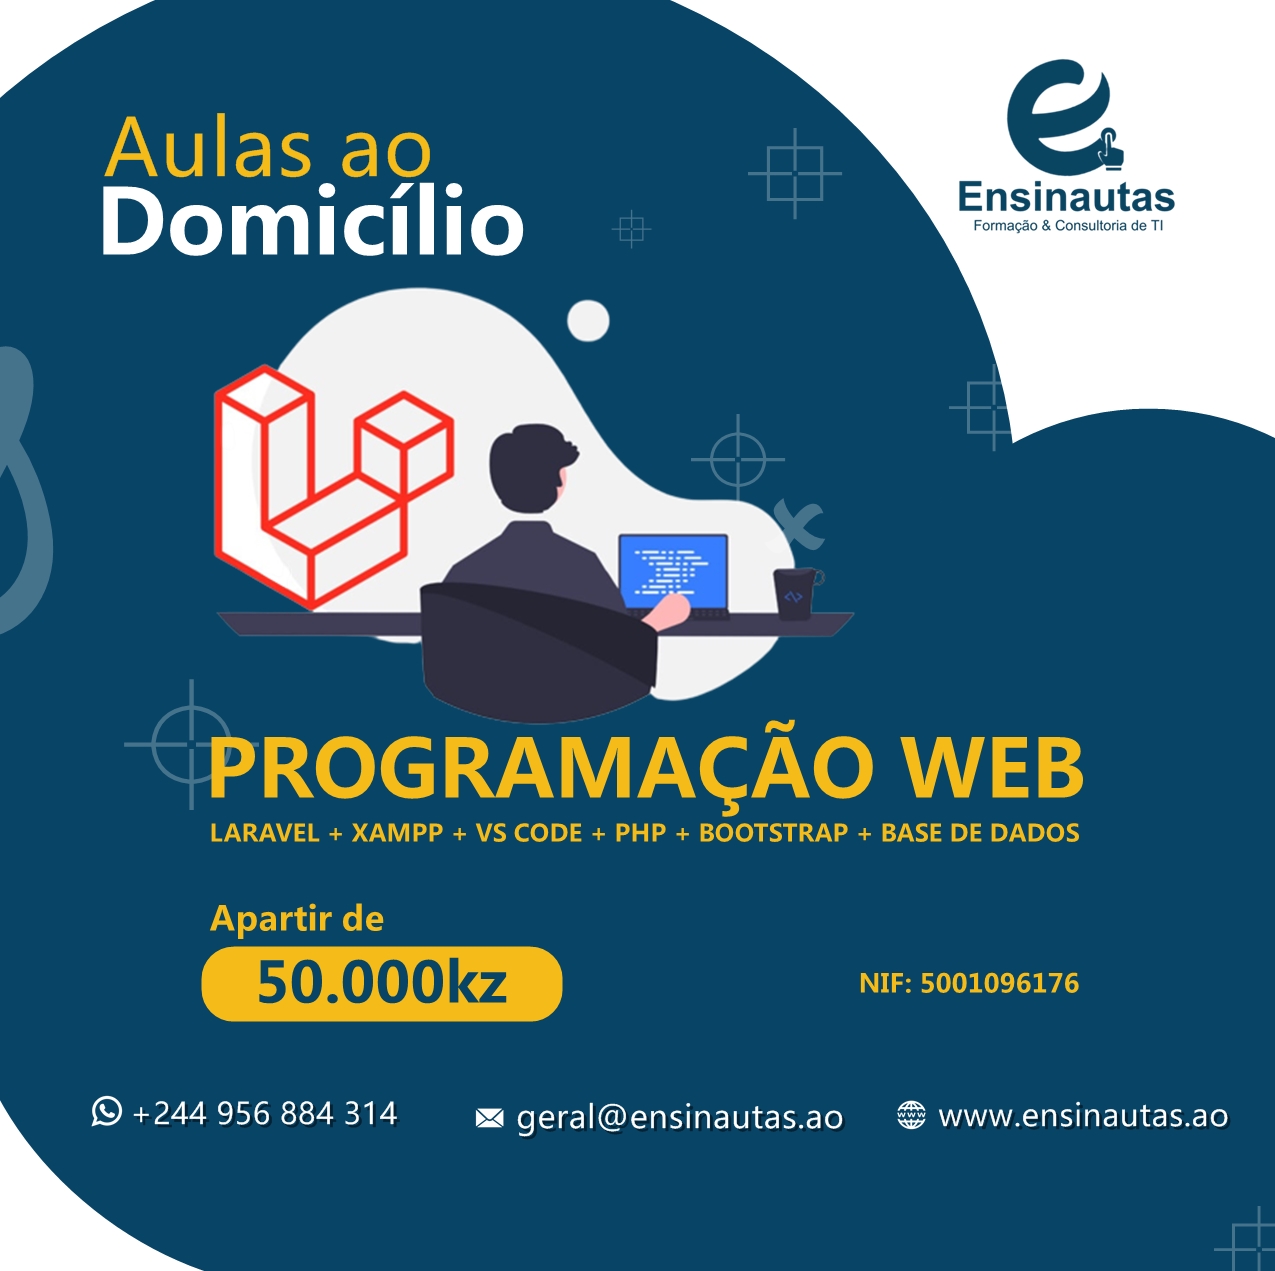 Aulas ao
Domicílio
Ensinautas
Formação & Consultoria de TI
PROGRAMAÇÃO WEB
LARAVEL + XAMPP + VS CODE + PHP + BOOTSTRAP + BASE DE DADOS
Apartir de
50.000kz
NIF: 5001096176
+244 956 884 314
geral@ensinautas.ao
www.ensinautas.ao